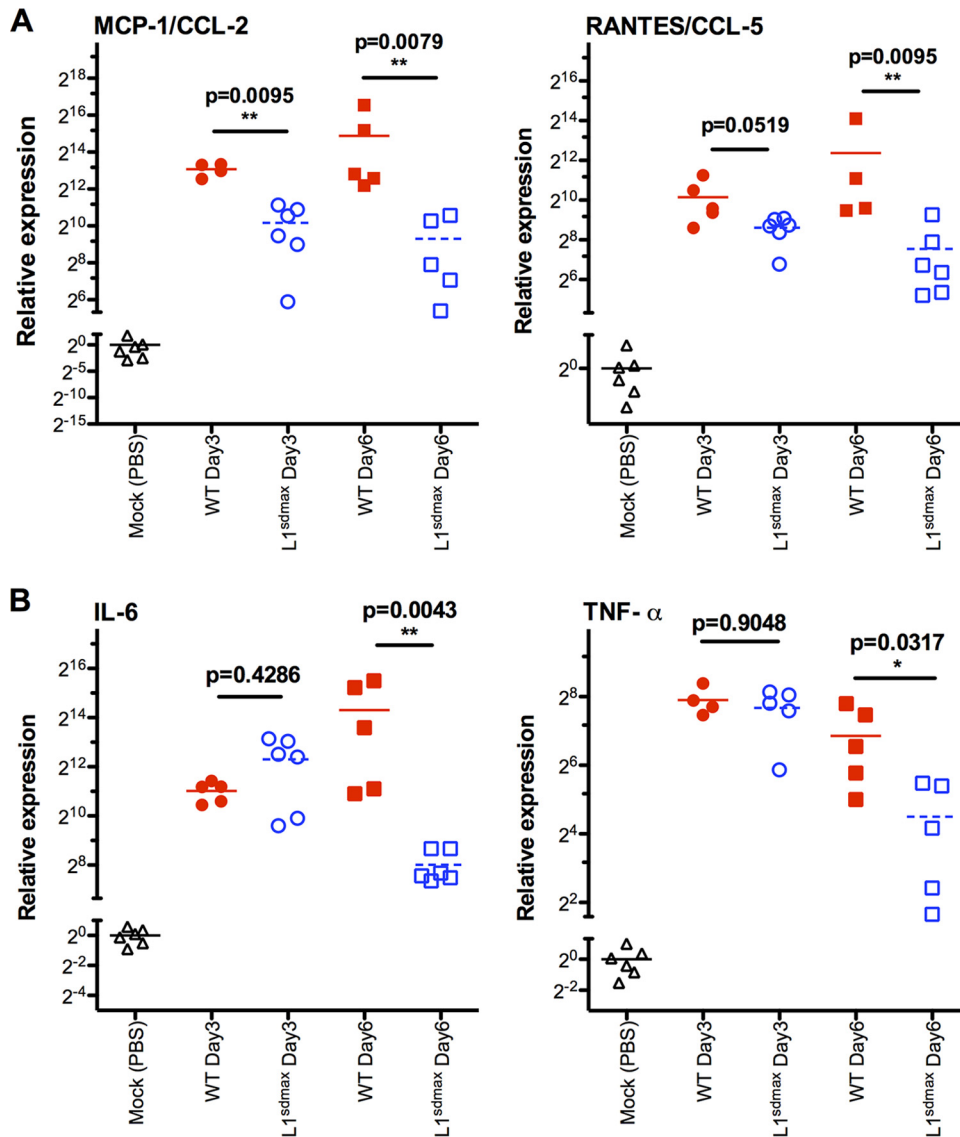 A
MCP-1/CCL-2
p=0.0079
**
p=0.0095
**
Relative expression
2^18
2^16
2^14
2^12
2^10
2^8
2^6
2^0
2^-5
2^-10
2^-15
Mock (PBS)
WT Day3
L1^sdmax Day3
WT Day6
L1^sdmax Day6
RANTES/CCL-5
p=0.0095
**
p=0.0519
Relative expression
2^16
2^14
2^12
2^10
2^8
2^6
2^0
Mock (PBS)
WT Day3
L1^sdmax Day3
WT Day6
L1^sdmax Day6
B
IL-6
p=0.0043
**
p=0.4286
Relative expression
2^16
2^14
2^12
2^10
2^8
2^0
2^-2
2^-4
Mock (PBS)
WT Day3
L1^sdmax Day3
WT Day6
L1^sdmax Day6
TNF- α
p=0.9048
p=0.0317
*
Relative expression
2^8
2^6
2^4
2^2
2^0
2^-2
Mock (PBS)
WT Day3
L1^sdmax Day3
WT Day6
L1^sdmax Day6